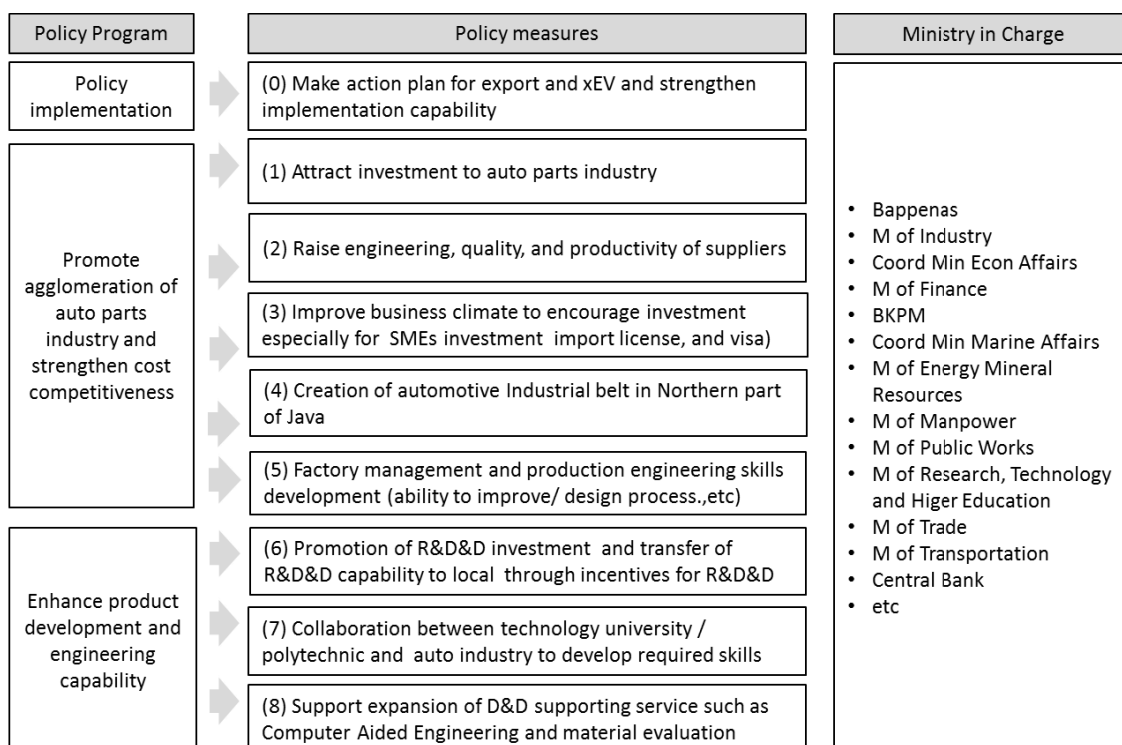 Policy Program
Policy measures
Ministry in Charge
Policy
implementation
(0) Make action plan for export and xEV and strengthen
implementation capability
Promote
agglomeration of
auto parts
industry and
strengthen cost
competitiveness
(1) Attract investment to auto parts industry
(2) Raise engineering, quality, and productivity of suppliers
(3) Improve business climate to encourage investment
especially for SMEs investment import license, and visa)
(4) Creation of automotive Industrial belt in Northern part
of Java
(5) Factory management and production engineering skills
development (ability to improve/ design process.,etc)
Enhance product
development and
engineering
capability
(6) Promotion of R&D&D investment and transfer of
R&D&D capability to local through incentives for R&D&D
(7) Collaboration between technology university /
polytechnic and auto industry to develop required skills
(8) Support expansion of D&D supporting service such as
Computer Aided Engineering and material evaluation
• Bappenas
• M of Industry
• Coord Min Econ Affairs
• M of Finance
• BKPM
• Coord Min Marine Affairs
• M of Energy Mineral
Resources
• M of Manpower
• M of Public Works
• M of Research, Technology
and Higer Education
• M of Trade
• M of Transportation
• Central Bank
• etc